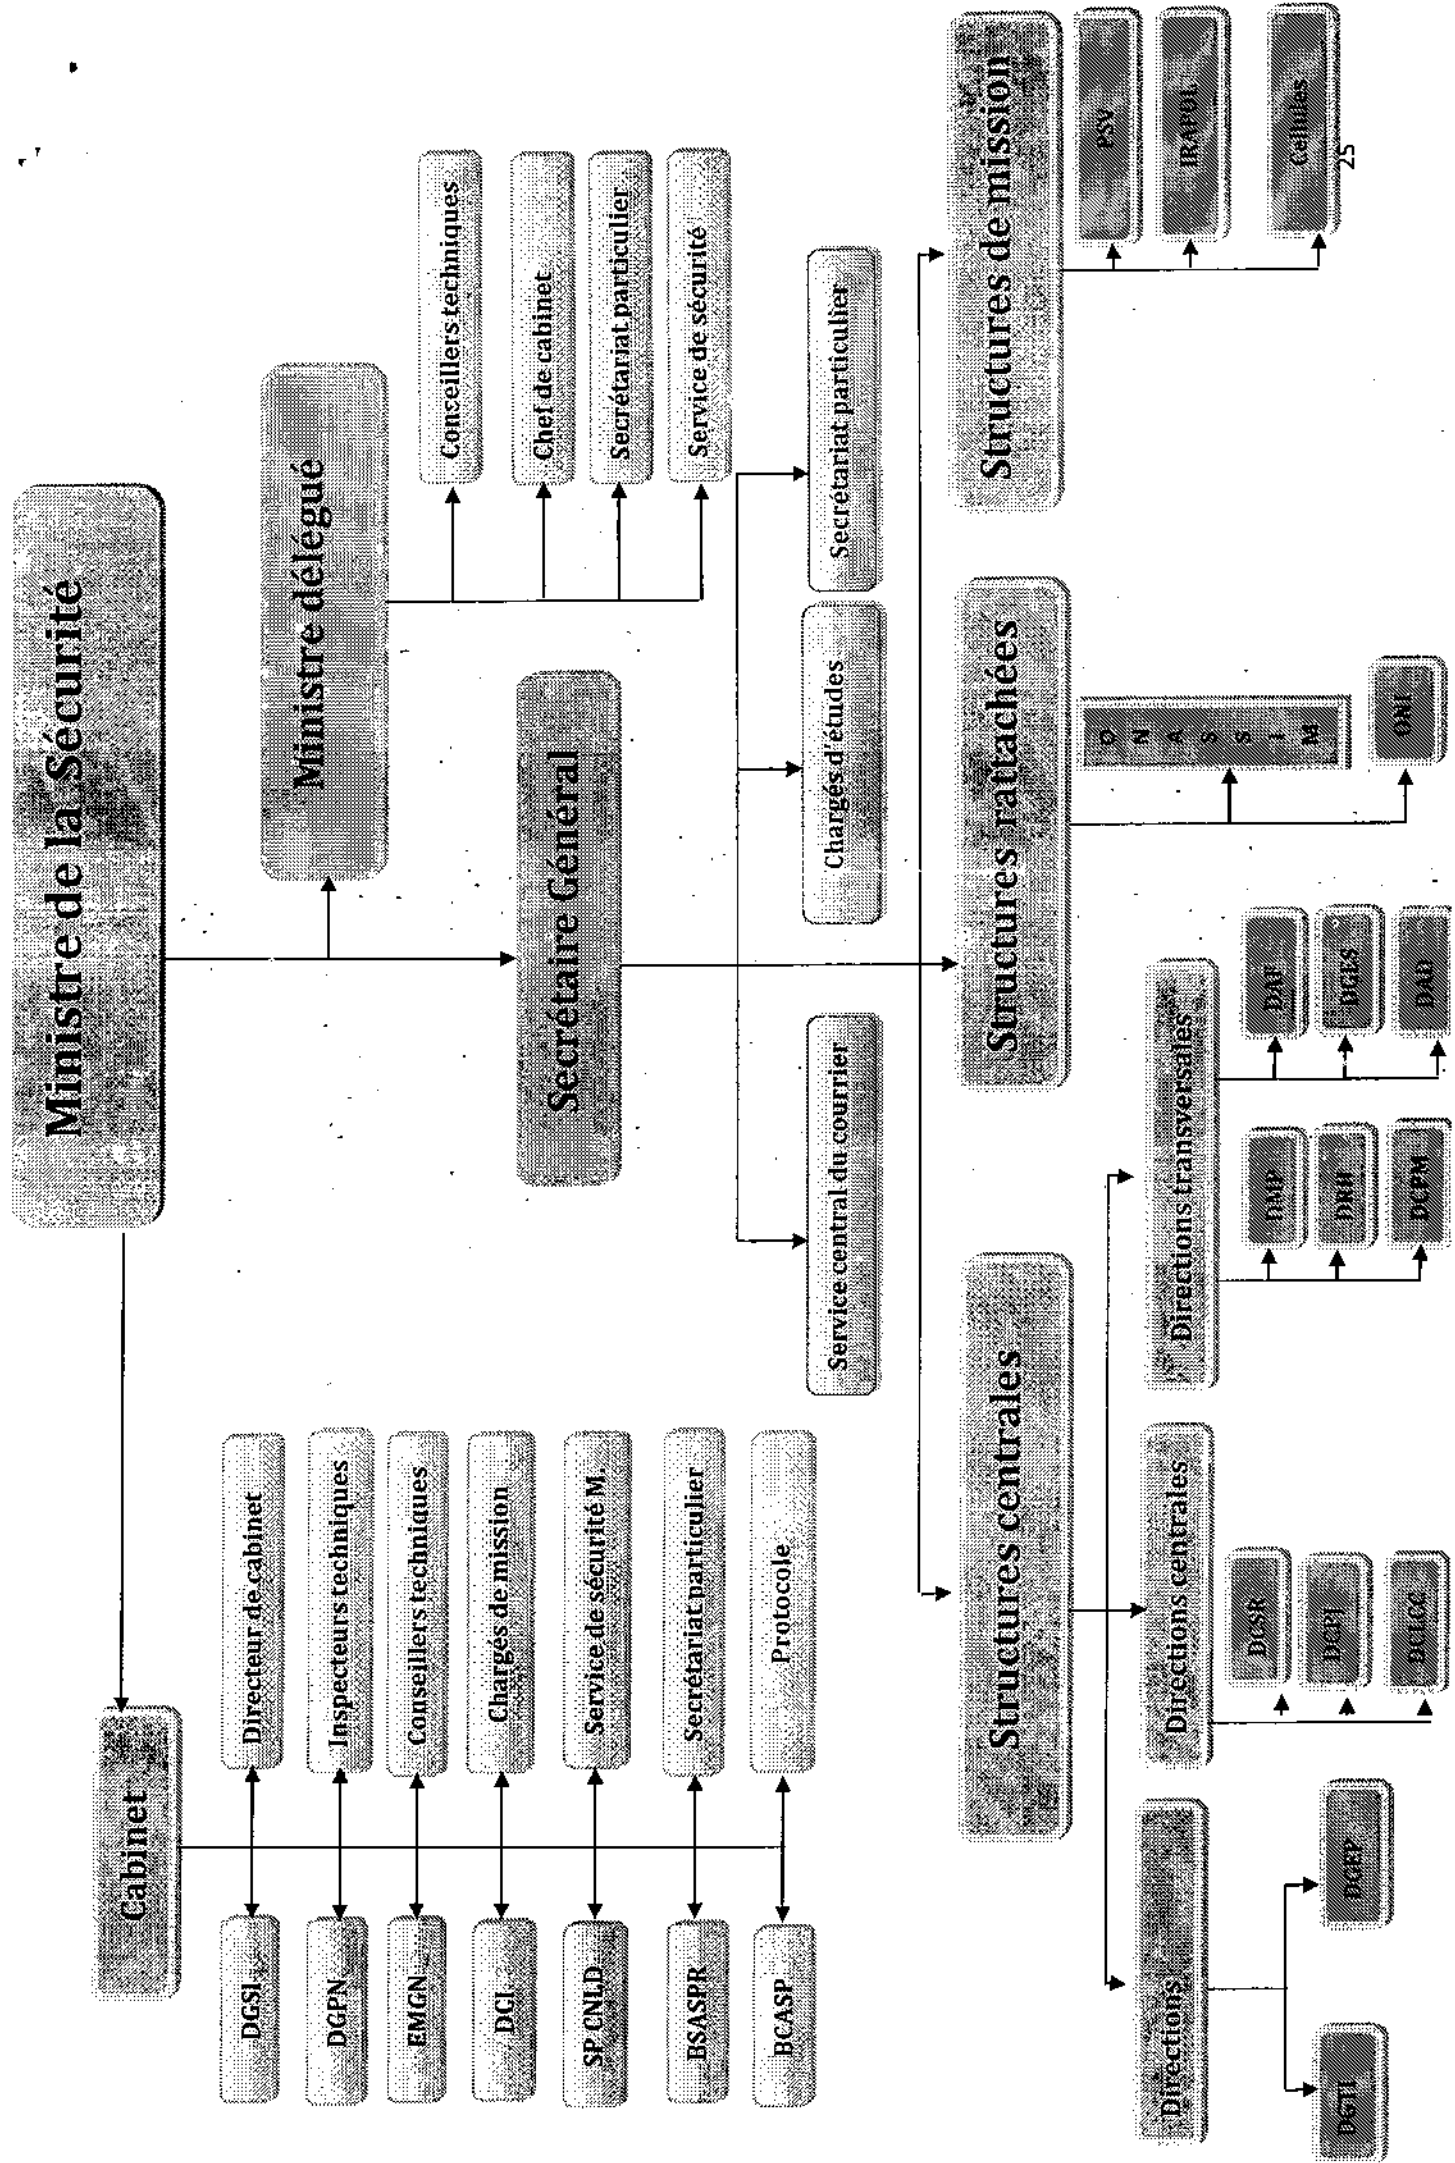 Ministre de la Sécurité
Cabinet
Ministre délégué
DGSI
Directeur de cabinet
DGPN
Inspecteurs techniques
EMGN
Conseillers techniques
DCI
Chargés de mission
SP CNLD
Service de sécurité M.
BSASPR
Secrétariat particulier
BCASP
Protocole
Conseillers techniques
Chef de cabinet
Secrétariat particulier
Service de sécurité
Secrétaire Général
Service central du courrier
Chargés d'études
Secrétariat particulier
Structures centrales
Structures rattachées
Structures de mission
Directions
Directions centrales
Directions transversales
DGTI
DGEP
DCSR
DCPJ
DCLCC
DMP
DRH
DCPM
DAF
DGES
DAD
O
N
A
S
S
I
M
ONI
PSV
IRAPOL
Cellules
25